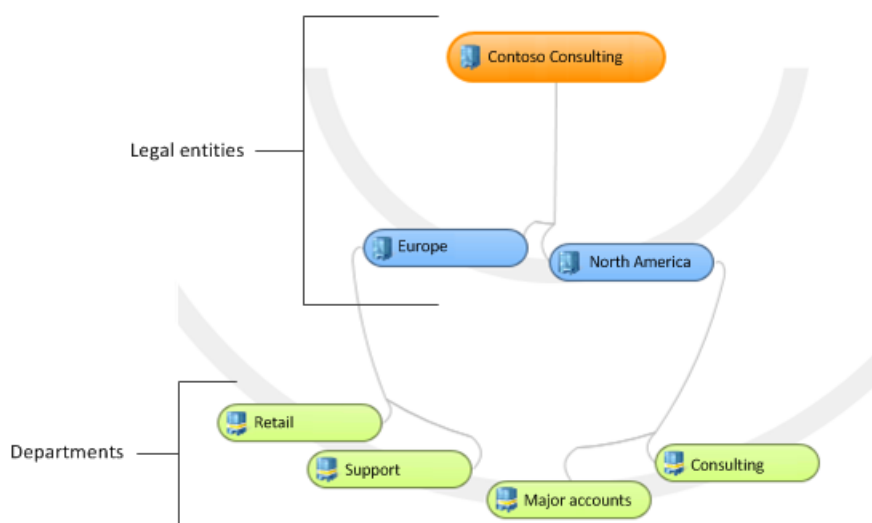 Contoso Consulting
Legal entities
Europe
North America
Retail
Departments
Support
Consulting
Major accounts